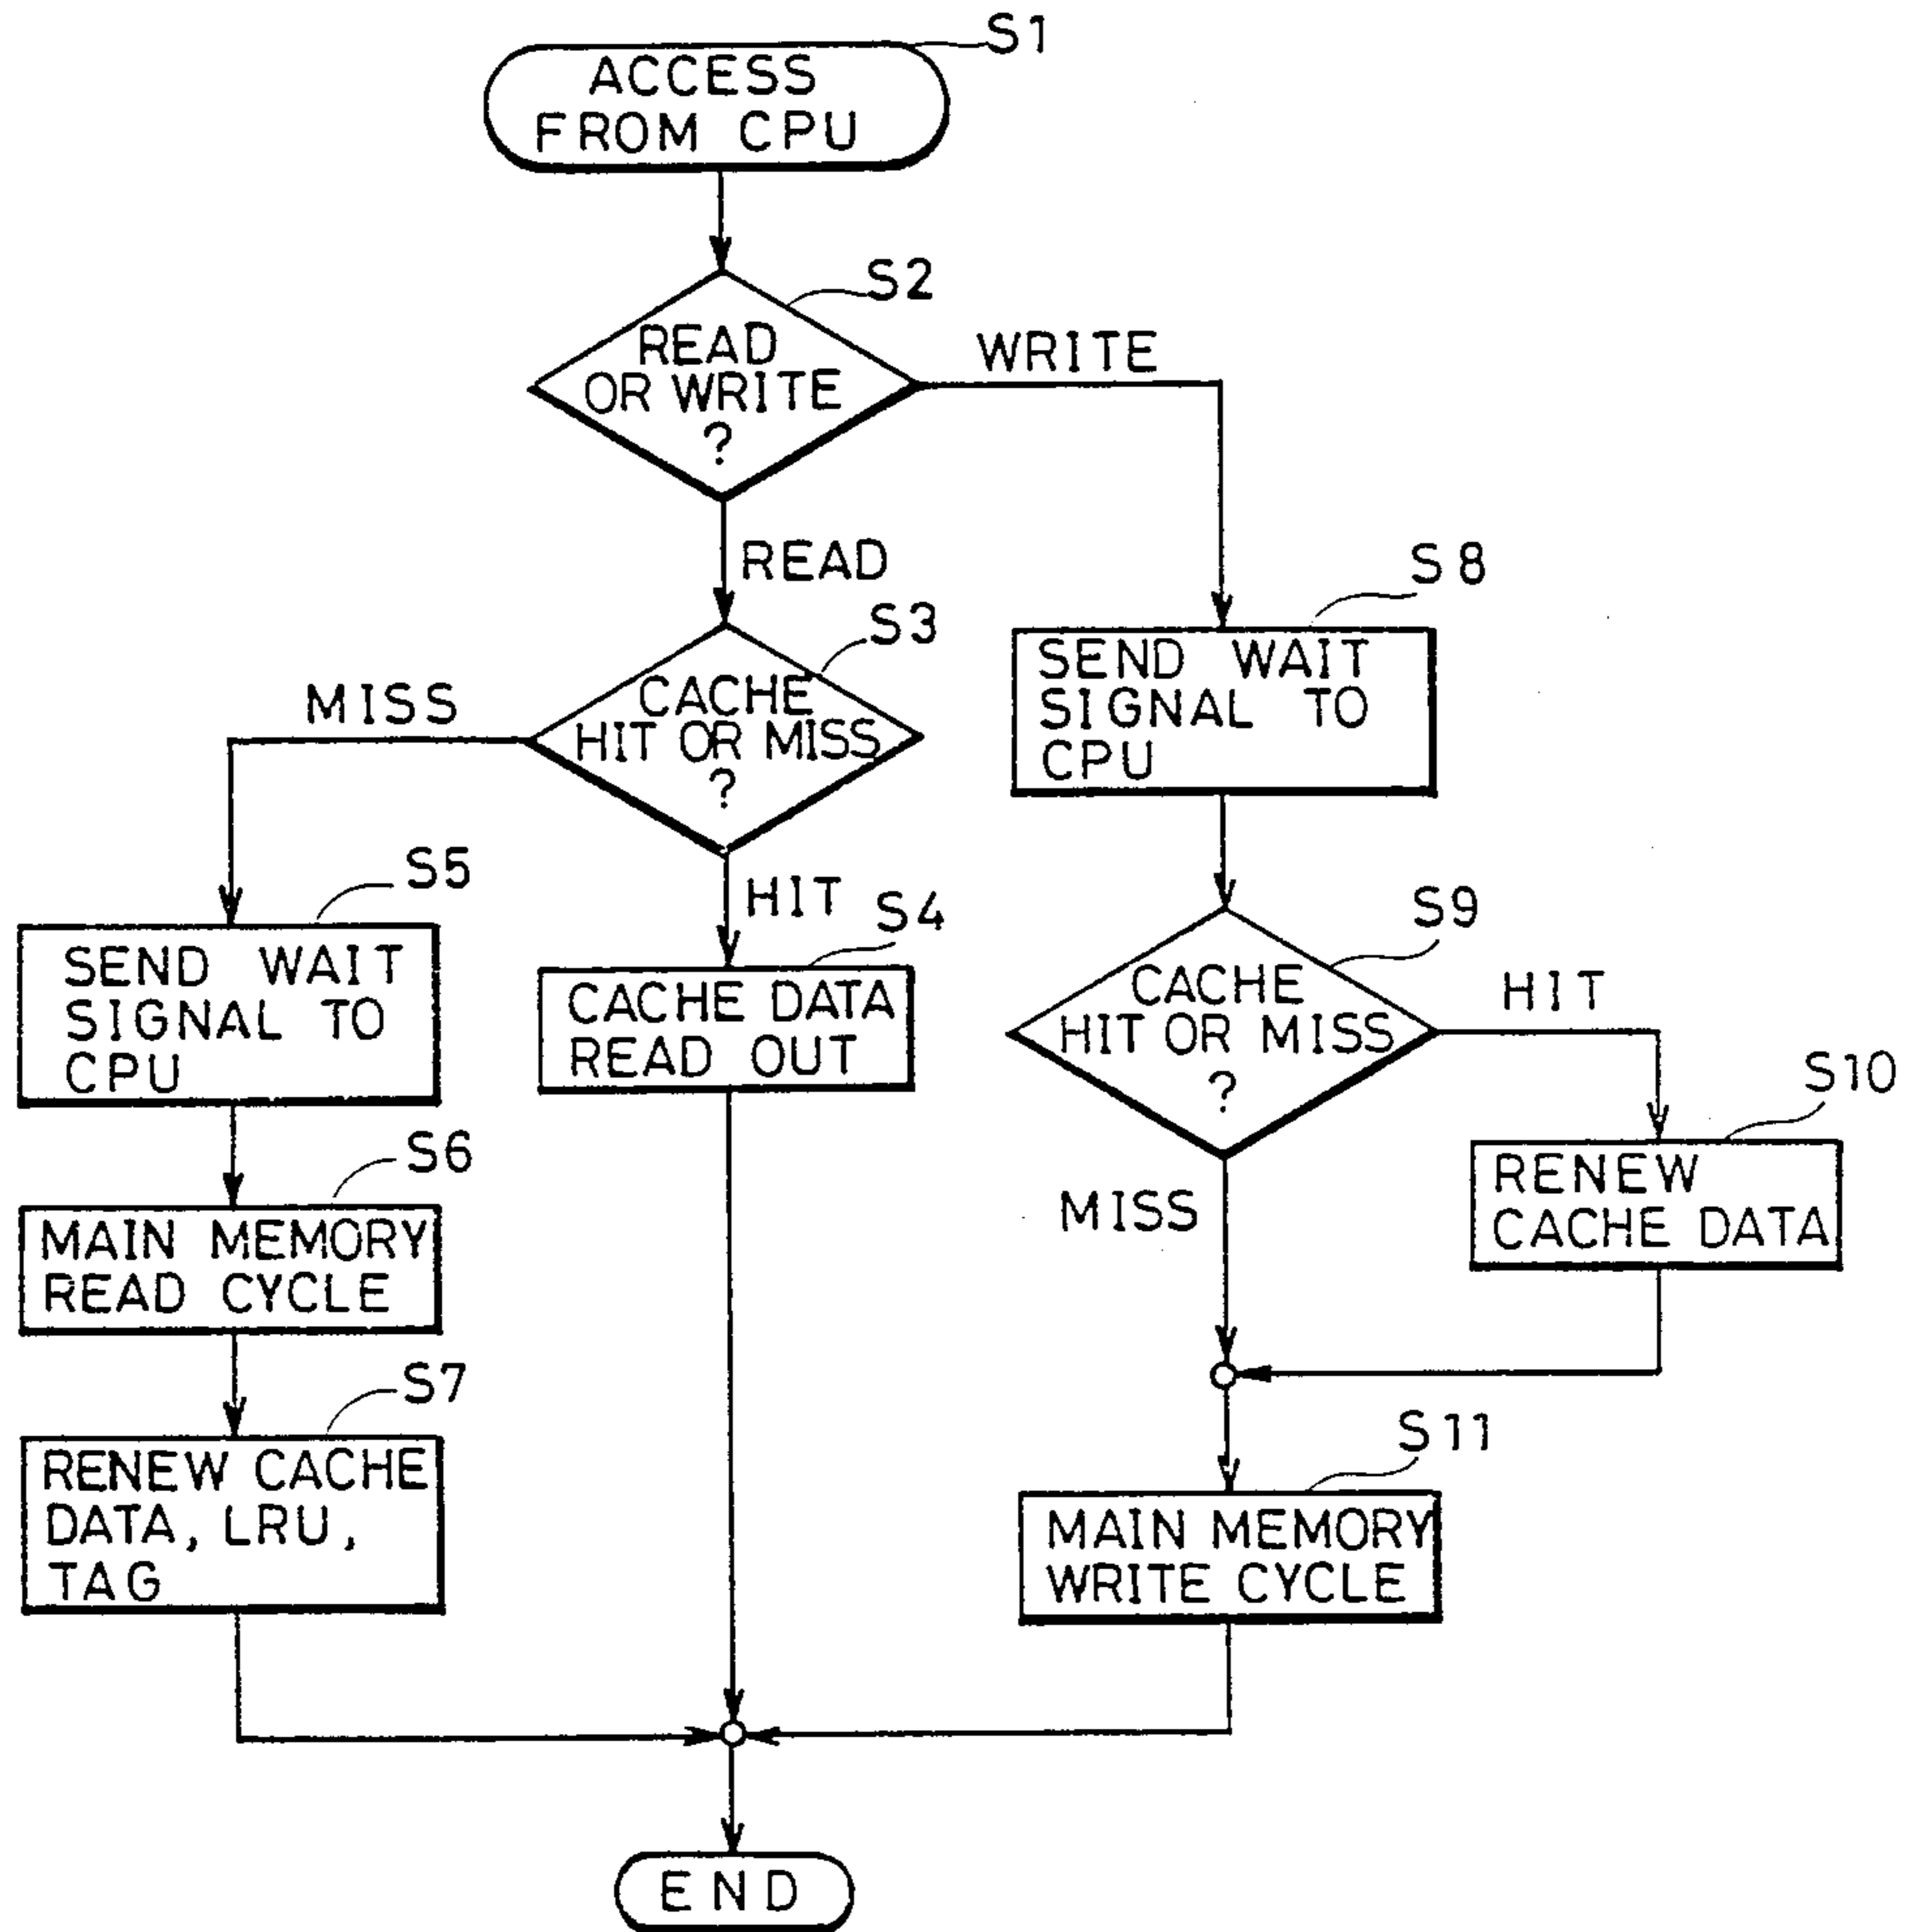 S1
ACCESS
FROM CPU
S2
READ
OR WRITE
?
WRITE
READ
S3
CACHE
HIT OR MISS
?
MISS
HIT
S4
CACHE DATA
READ OUT
S5
SEND WAIT
SIGNAL TO
CPU
S6
MAIN MEMORY
READ CYCLE
S7
RENEW CACHE
DATA, LRU,
TAG
S8
SEND WAIT
SIGNAL TO
CPU
S9
CACHE
HIT OR MISS
?
HIT
MISS
S10
RENEW
CACHE DATA
S11
MAIN MEMORY
WRITE CYCLE
END